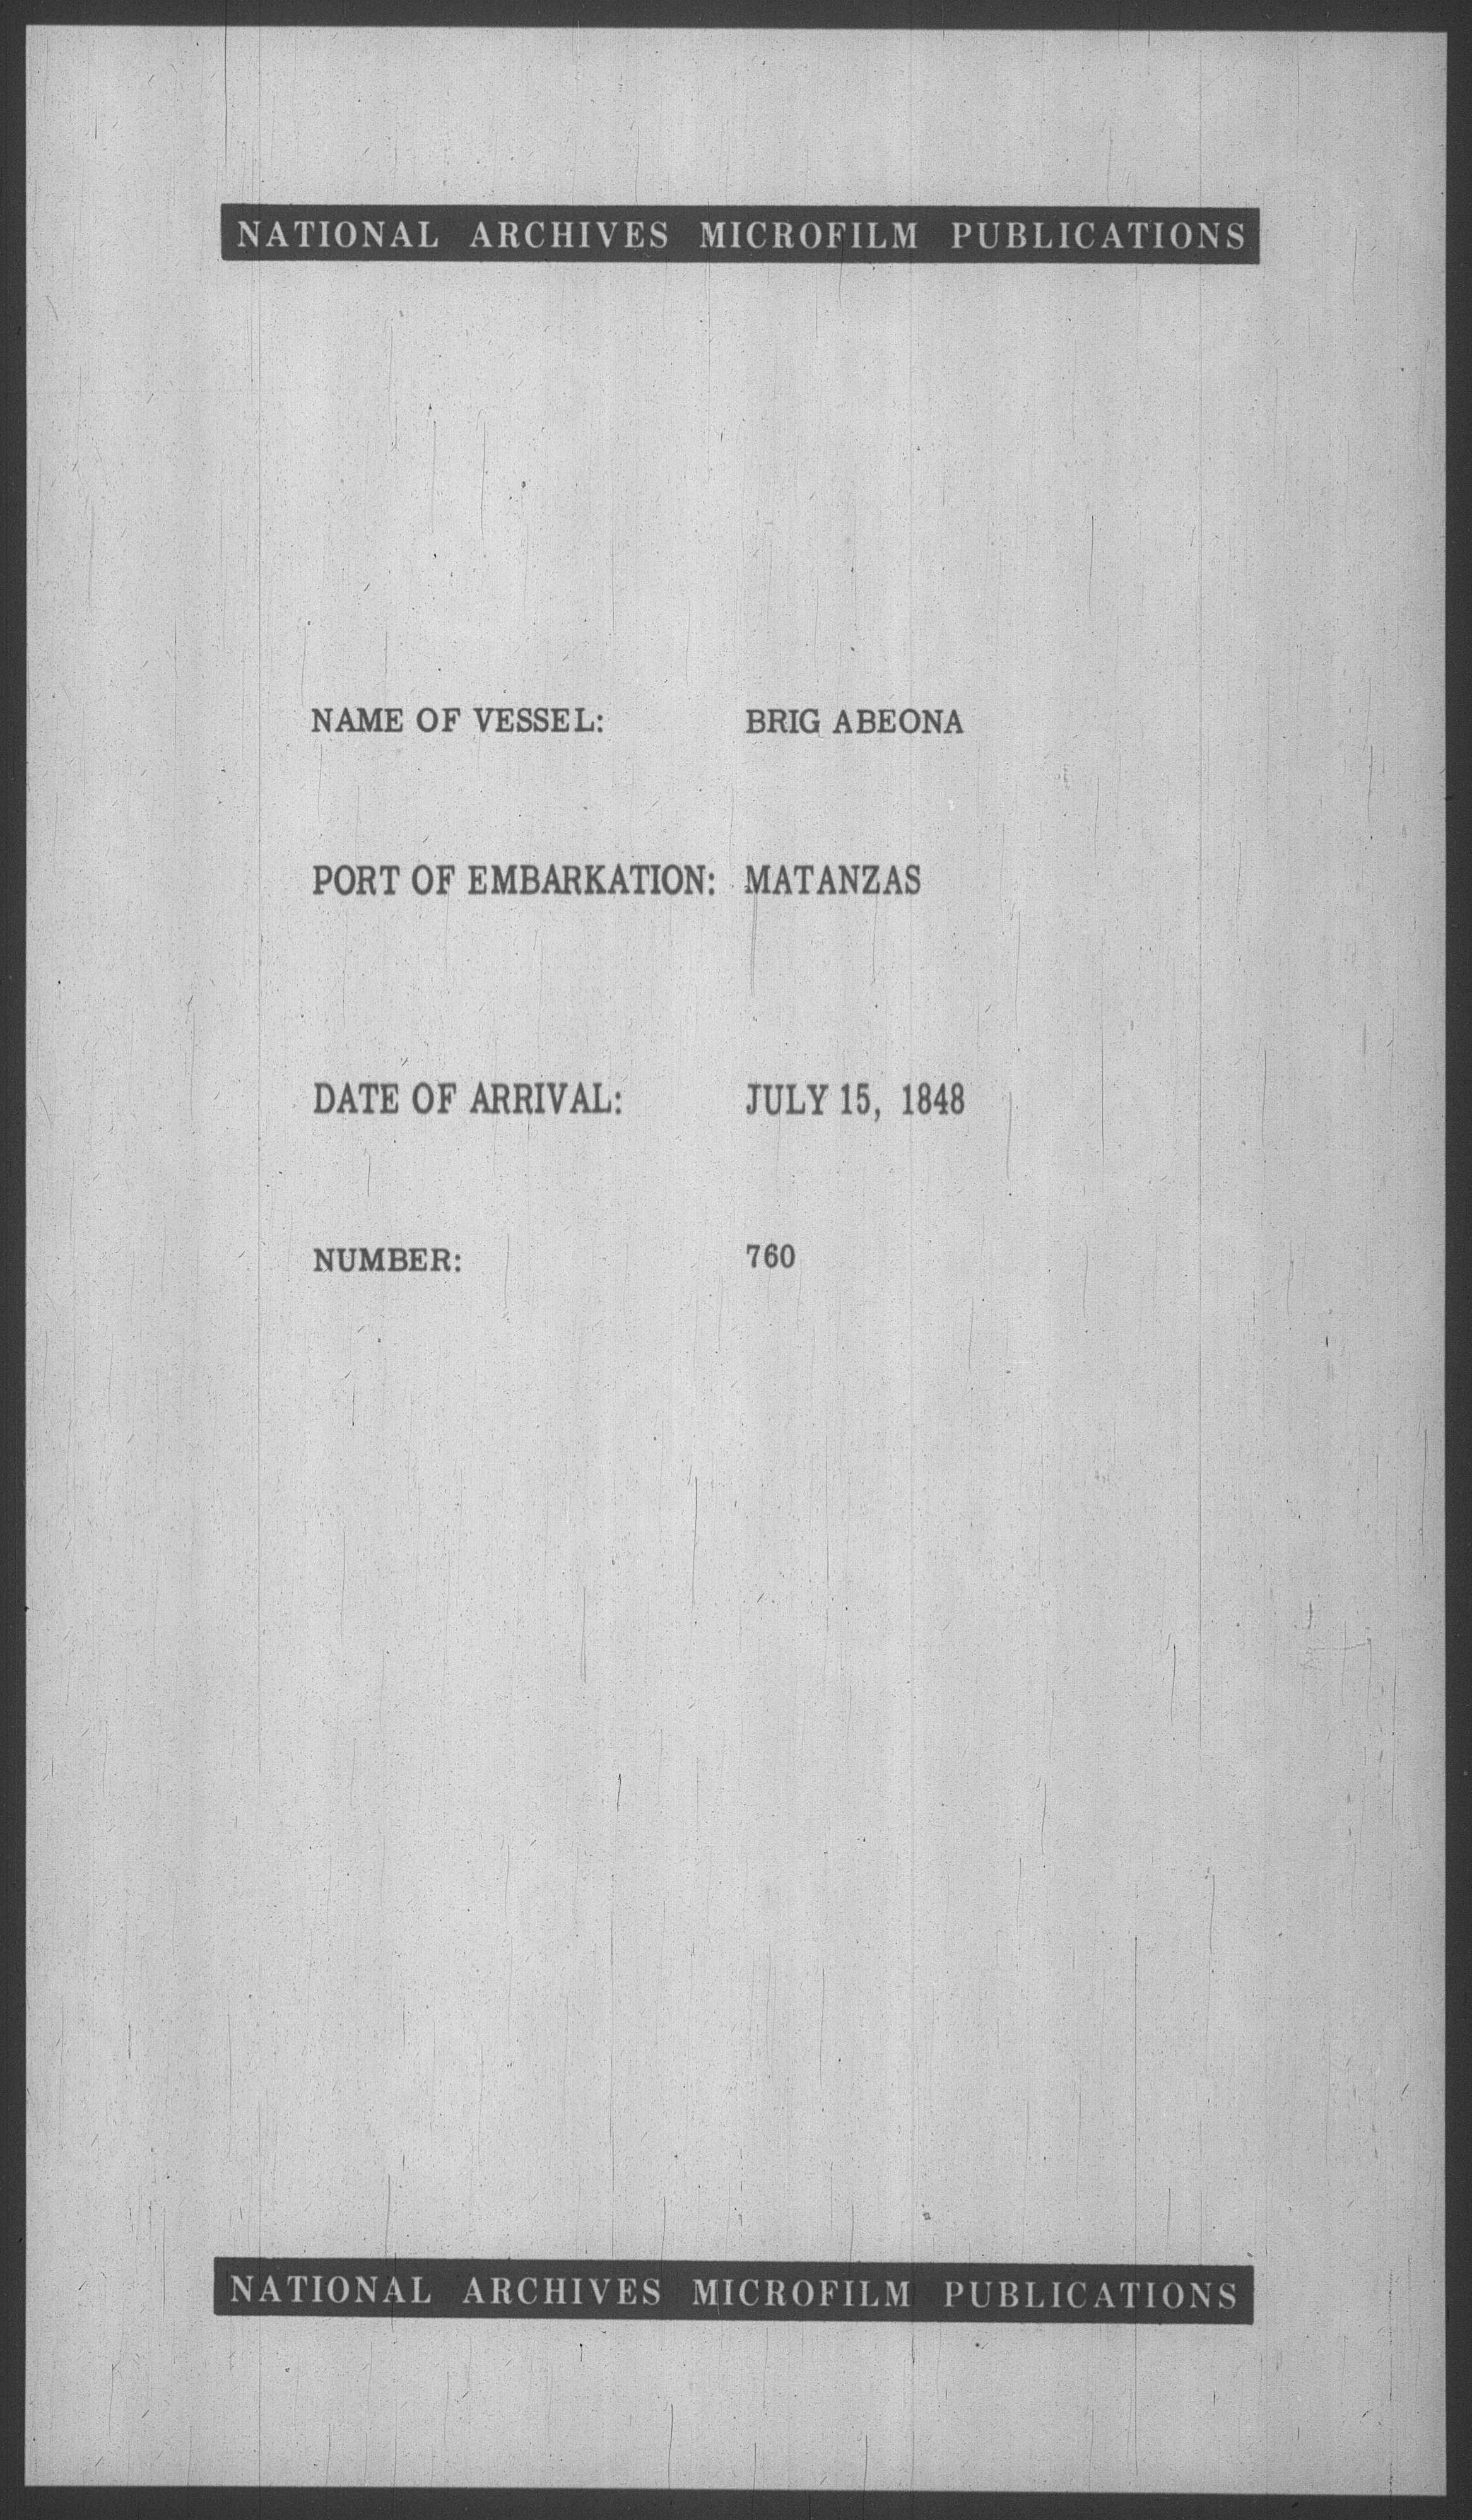 NATIONAL ARCHIVES MICROFILM PUBLICATIONS
NAME OF VESSEL: BRIG ABEONA
PORT OF EMBARKATION: MATANZAS
DATE OF ARRIVAL: JULY 15, 1848
NUMBER: 760
NATIONAL ARCHIVES MICROFILM PUBLICATIONS